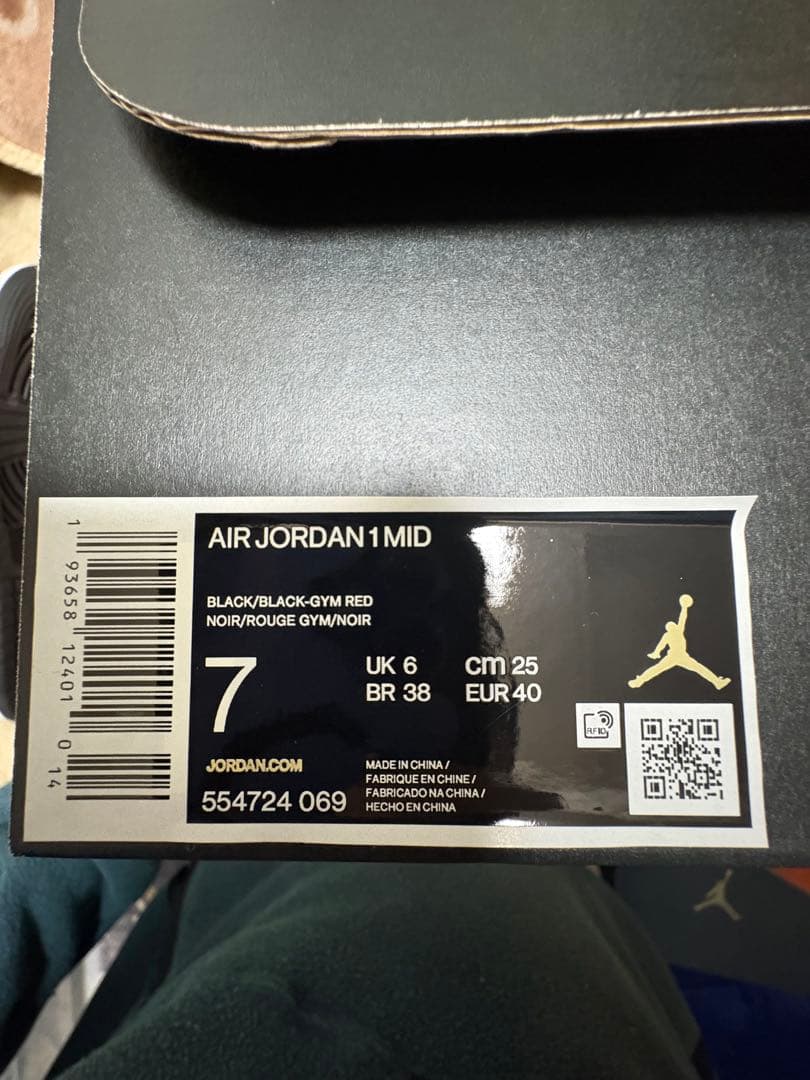 AIR JORDAN 1 MID
BLACK/BLACK-GYM RED
NOIR/ROUGE GYM/NOIR
7
UK 6 cm 25
BR 38 EUR 40
JORDAN.COM
554724 069
MADE IN CHINA /
FABRIQUE EN CHINE /
FABRICADO NA CHINA /
HECHO EN CHINA
RFID
1 93658 12401 0 14